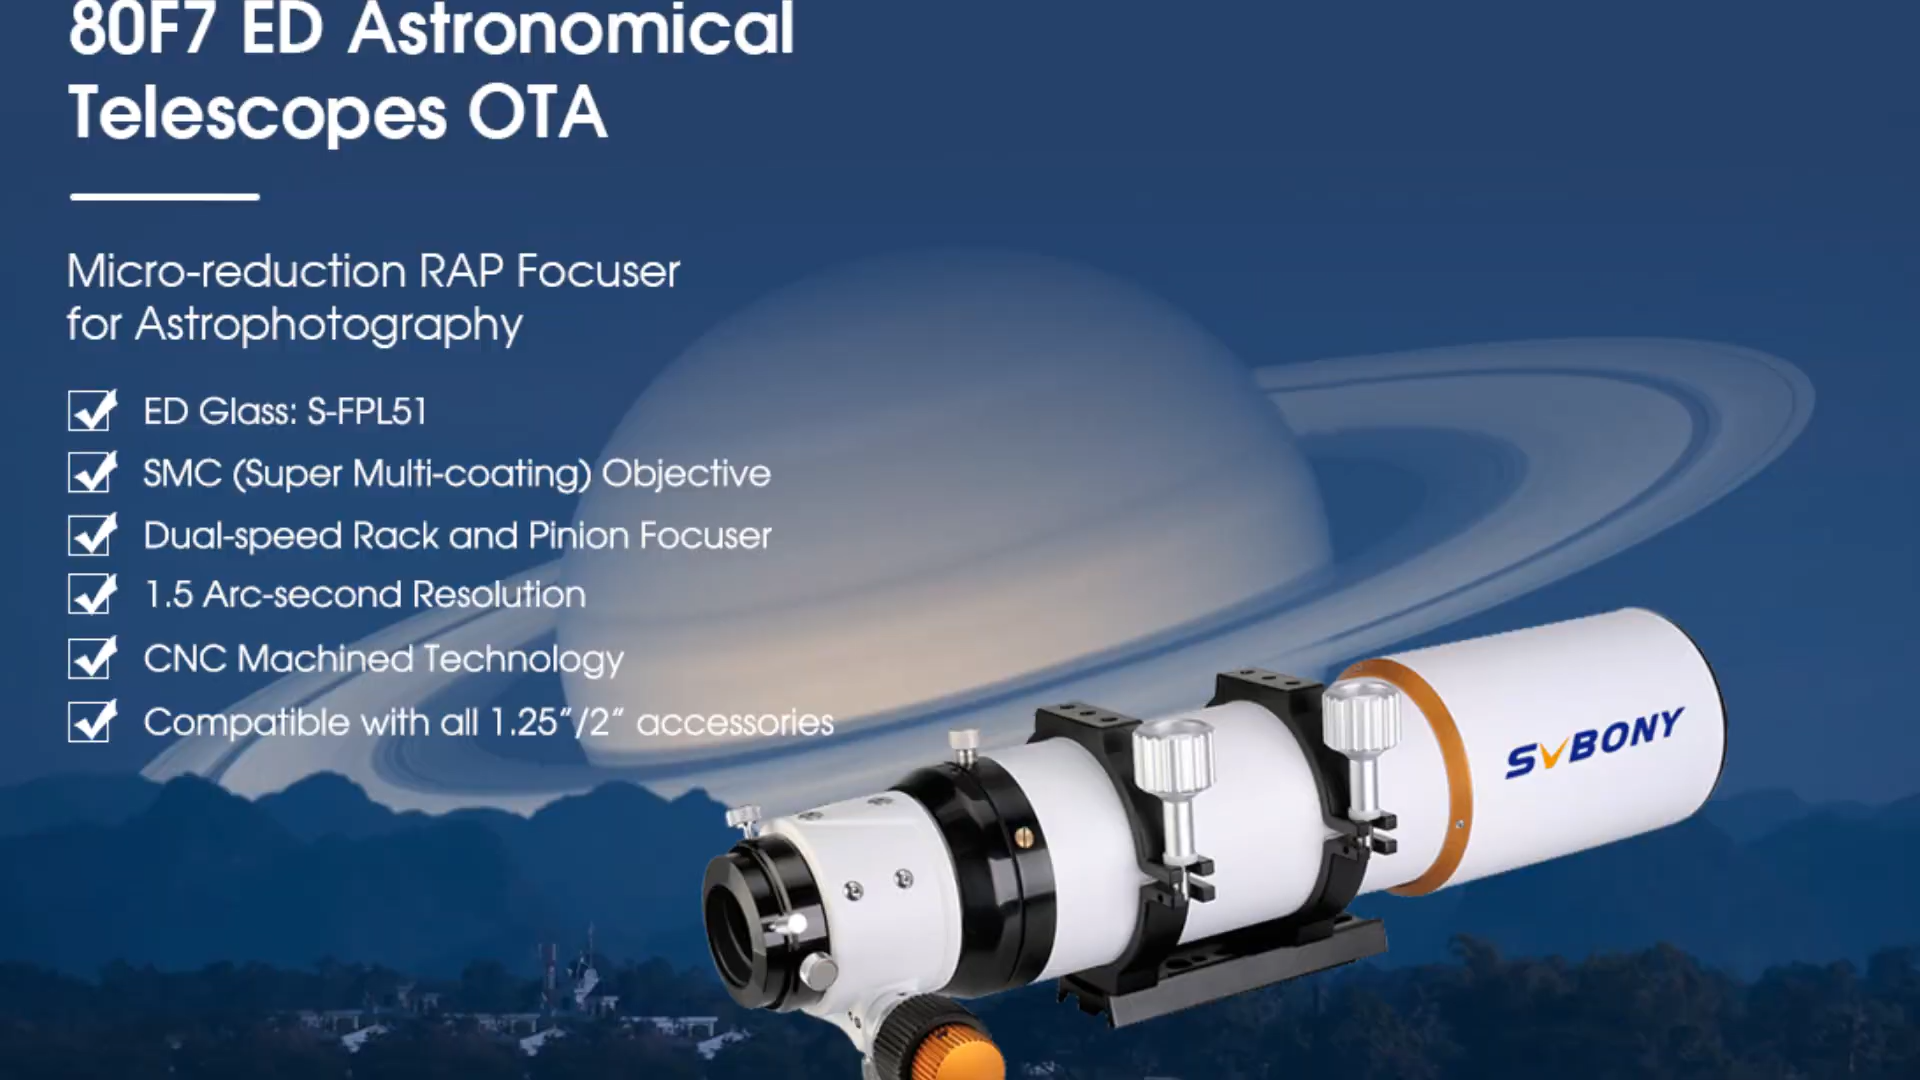 80F7 ED Astronomical
Telescopes OTA
Micro-reduction RAP Focuser
for Astrophotography
ED Glass: S-FPL51
SMC (Super Multi-coating) Objective
Dual-speed Rack and Pinion Focuser
1.5 Arc-second Resolution
CNC Machined Technology
Compatible with all 1.25"/2" accessories
SVBONY